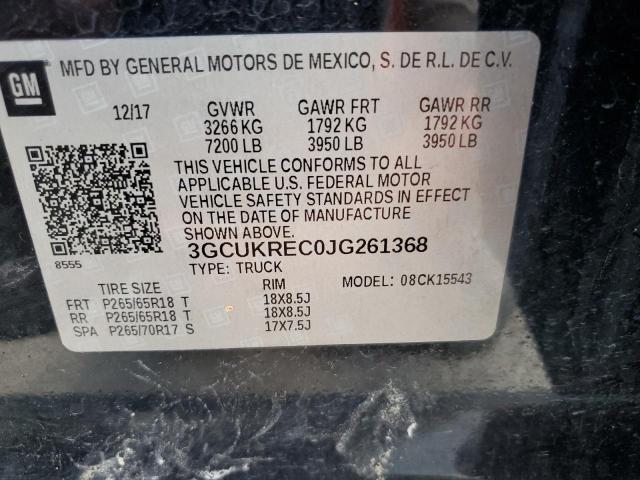 GM
MFD BY GENERAL MOTORS DE MEXICO, S. DE R.L. DE C.V.
12/17 GVWR GAWR FRT GAWR RR
3266 KG 1792 KG 1792 KG
7200 LB 3950 LB 3950 LB
THIS VEHICLE CONFORMS TO ALL
APPLICABLE U.S. FEDERAL MOTOR
VEHICLE SAFETY STANDARDS IN EFFECT
ON THE DATE OF MANUFACTURE
SHOWN ABOVE.
8555 3GCUKREC0JG261368
TYPE: TRUCK
TIRE SIZE RIM MODEL: 08CK15543
FRT P265/65R18 T 18X8.5J
RR P265/65R18 T 18X8.5J
SPA P265/70R17 S 17X7.5J